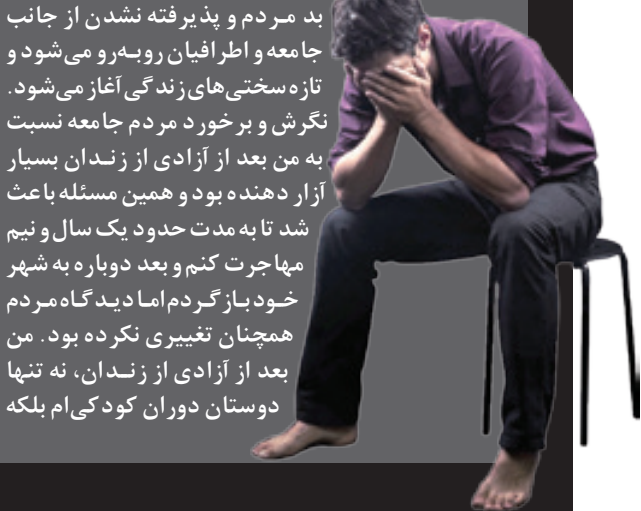 بد مردم و پذیرفته نشدن از جانب
جامعه و اطرافیان روبه‌رو می‌شود و
تازه سختی‌های زندگی آغاز می‌شود.
نگرش و برخورد مردم جامعه نسبت
به من بعد از آزادی از زندان بسیار
آزار دهنده بود و همین مسئله باعث
شد تا به مدت حدود یک سال و نیم
مهاجرت کنم و بعد دوباره به شهر
خود بازگردم اما دیدگاه مردم
همچنان تغییری نکرده بود. من
بعد از آزادی از زندان، نه تنها
دوستان دوران کودکی‌ام بلکه